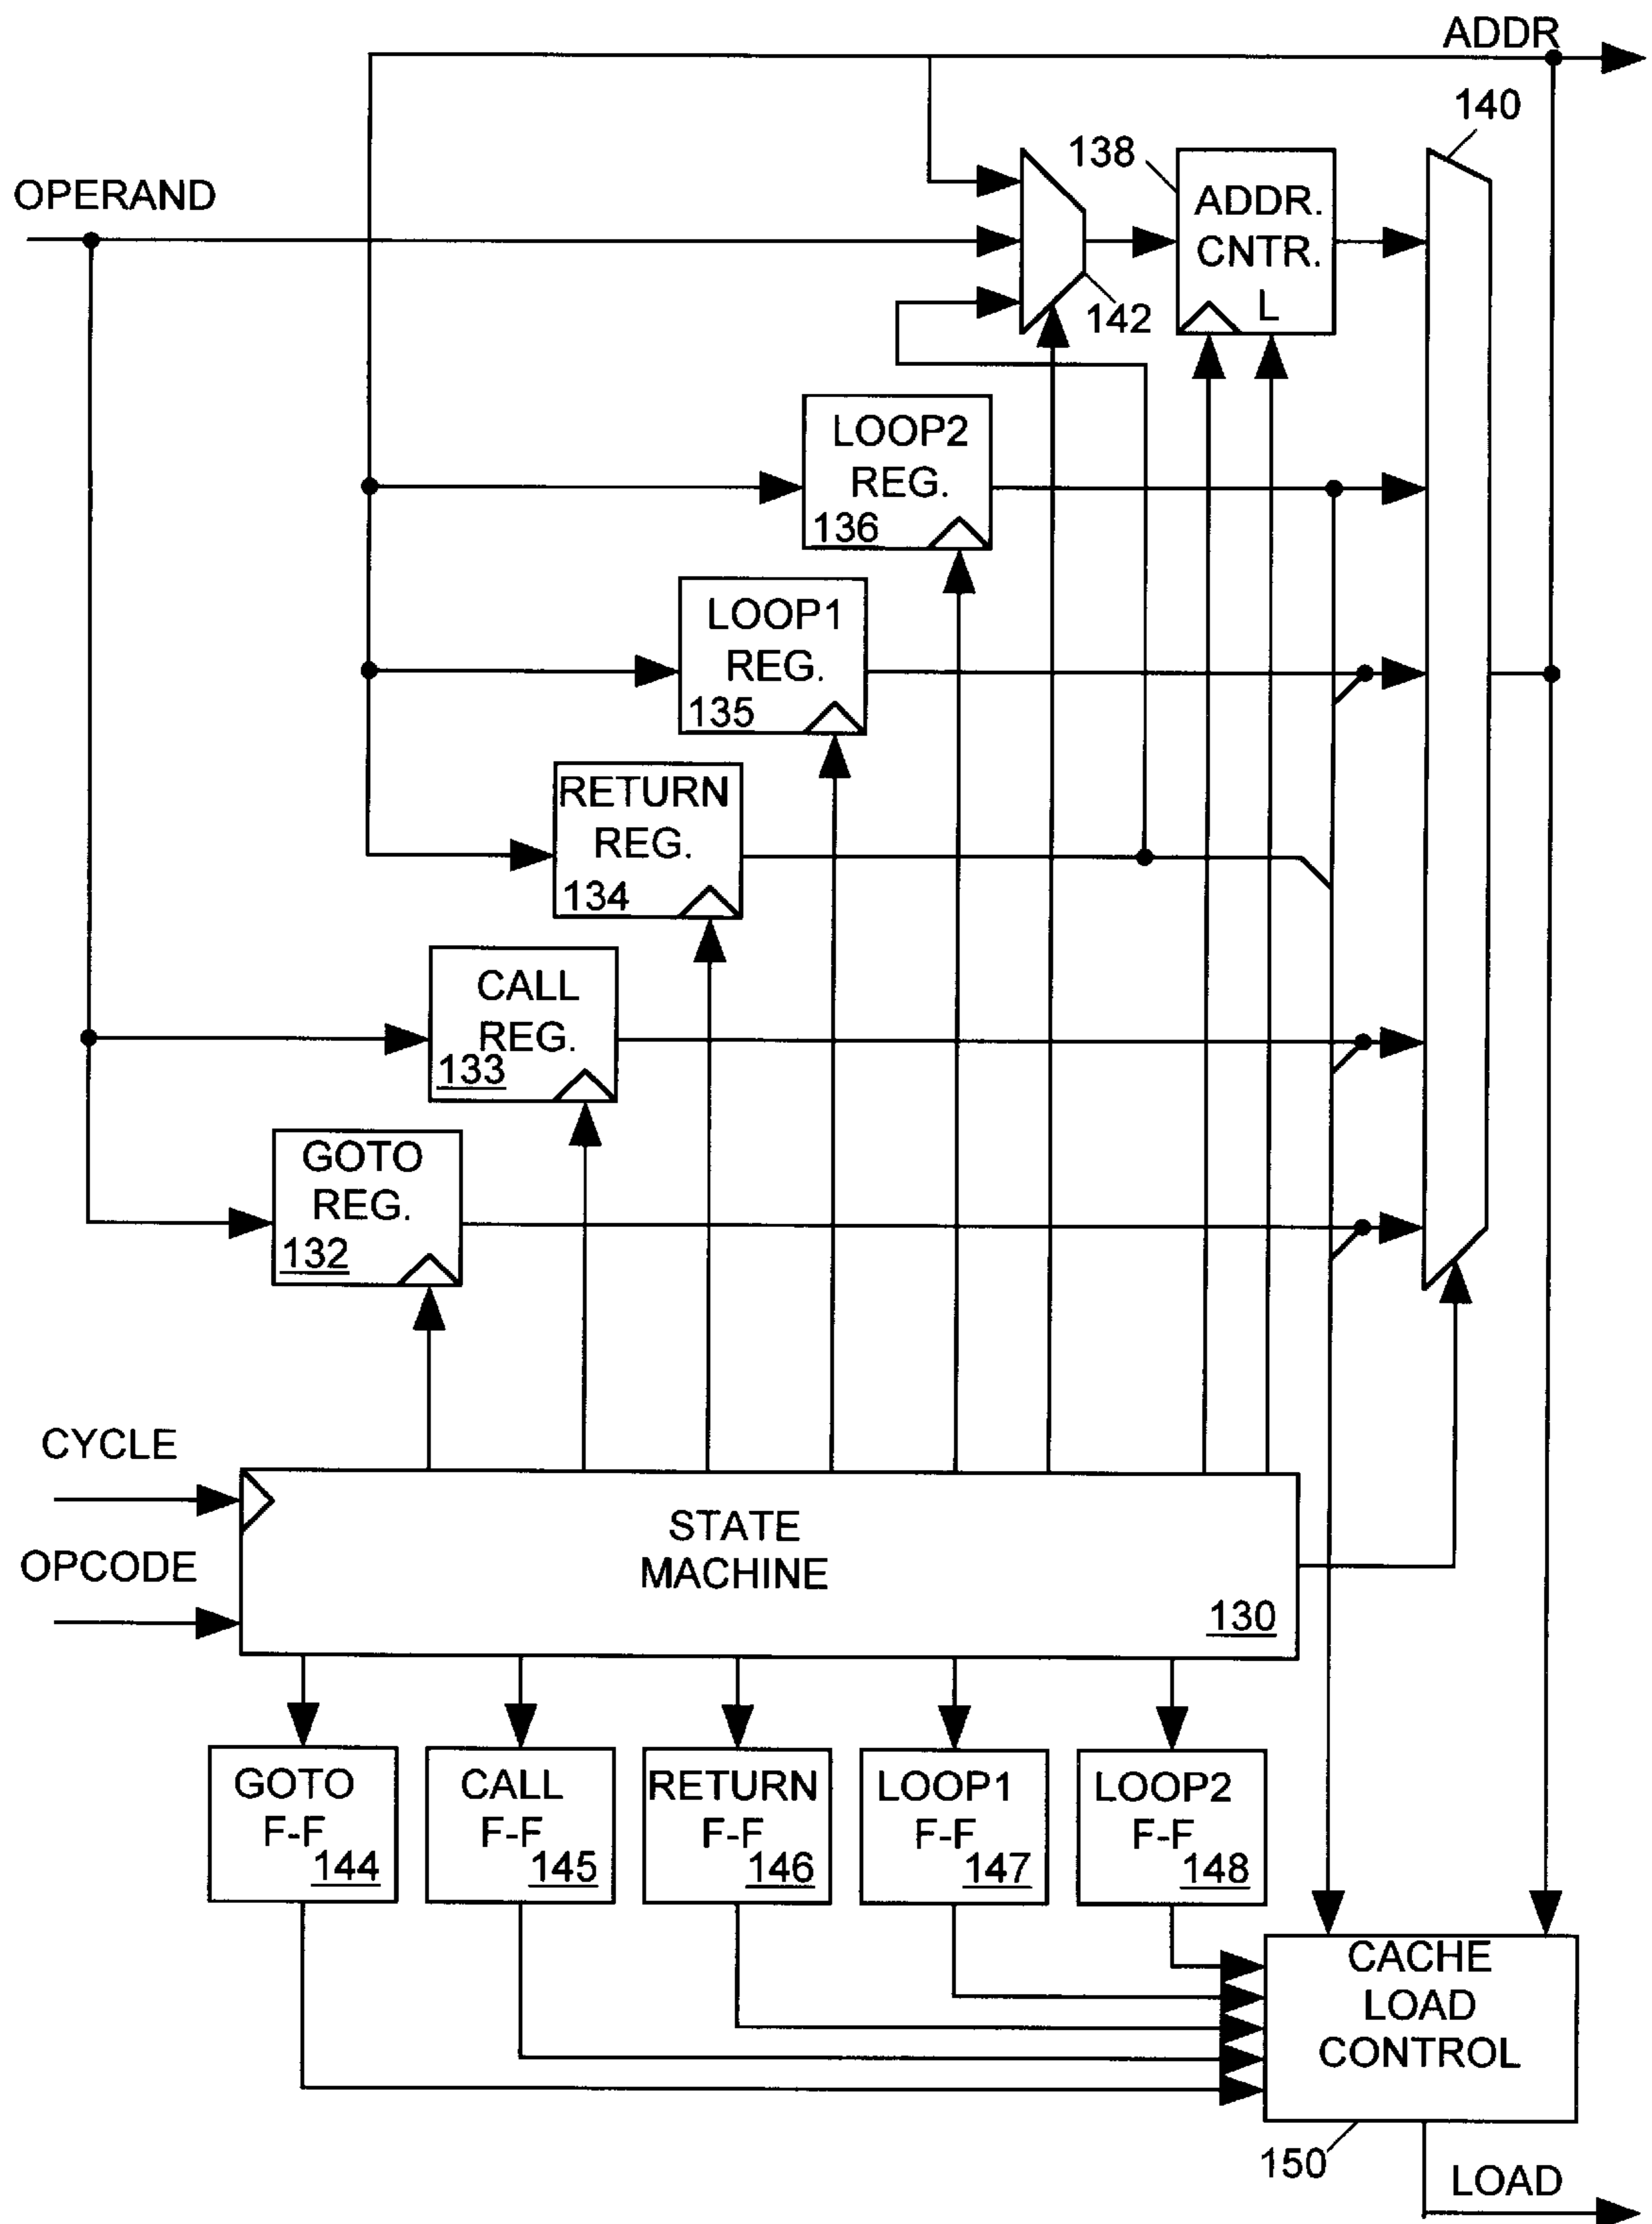 ADDR
140
138
OPERAND
ADDR.
CNTR.
L
142
LOOP2
REG.
136
LOOP1
REG.
135
RETURN
REG.
134
CALL
REG.
133
GOTO
REG.
132
CYCLE
STATE
MACHINE
OPCODE
130
GOTO
F-F
144
CALL
F-F
145
RETURN
F-F
146
LOOP1
F-F
147
LOOP2
F-F
148
CACHE
LOAD
CONTROL
150
LOAD